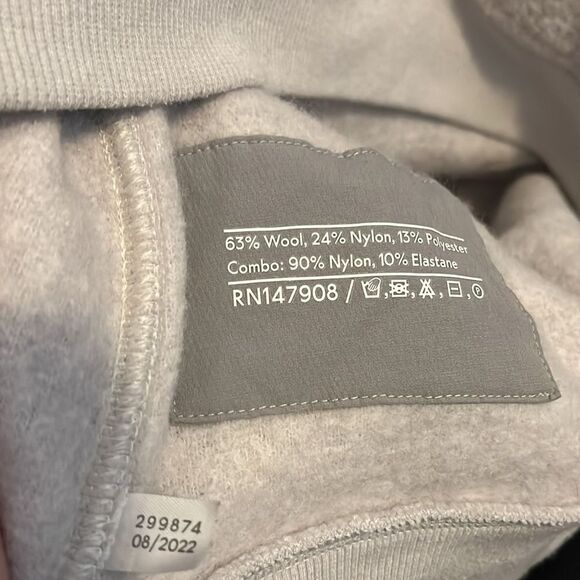 63% Wool, 24% Nylon, 13% Polyester
Combo: 90% Nylon, 10% Elastane
RN147908 / , , , , P
299874
08/2022